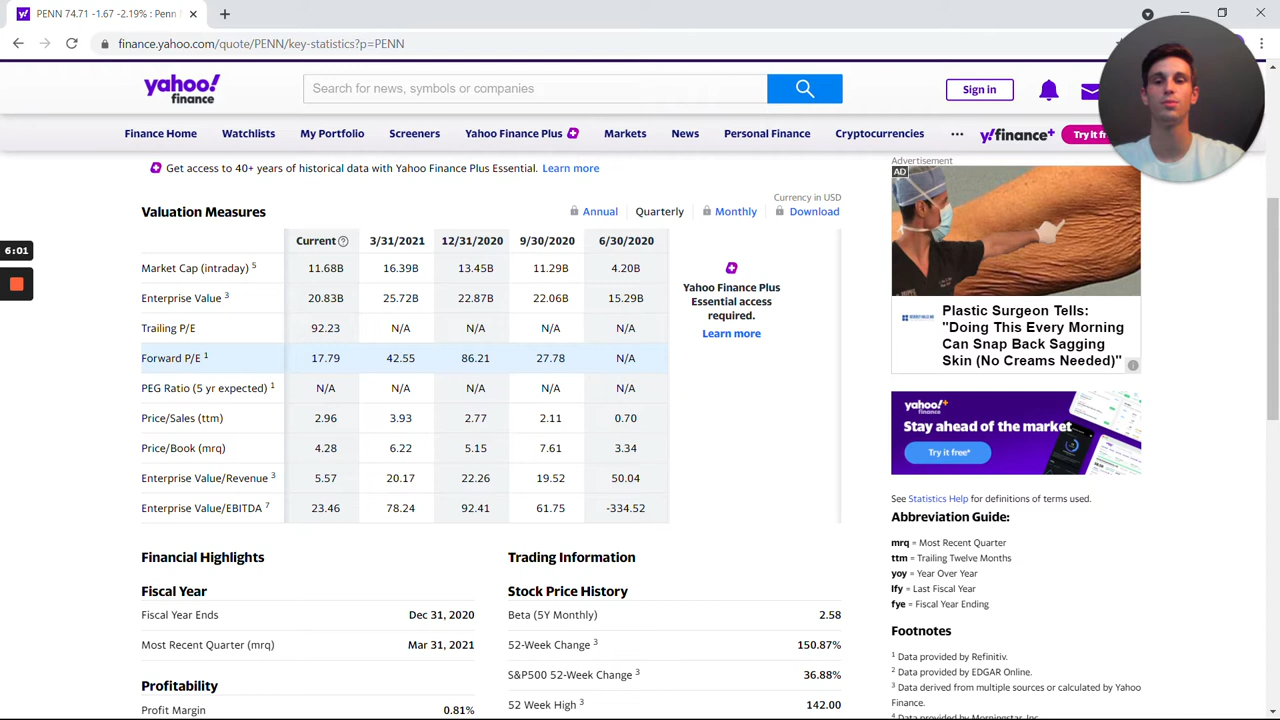 PENN 74.71 -1.67 -2.19% : Penn
finance.yahoo.com/quote/PENN/key-statistics?p=PENN
yahoo! finance
Search for news, symbols or companies
Sign in
Finance Home Watchlists My Portfolio Screeners Yahoo Finance Plus Markets News Personal Finance Cryptocurrencies ... y!finance+ Try it fr
Get access to 40+ years of historical data with Yahoo Finance Plus Essential. Learn more
Currency in USD
Valuation Measures Annual Quarterly Monthly Download
Current ? 3/31/2021 12/31/2020 9/30/2020 6/30/2020
Market Cap (intraday) 5 11.68B 16.39B 13.45B 11.29B 4.20B
Enterprise Value 3 20.83B 25.72B 22.87B 22.06B 15.29B
Trailing P/E 92.23 N/A N/A N/A N/A
Forward P/E 1 17.79 42.55 86.21 27.78 N/A
PEG Ratio (5 yr expected) 1 N/A N/A N/A N/A N/A
Price/Sales (ttm) 2.96 3.93 2.77 2.11 0.70
Price/Book (mrq) 4.28 6.23 5.15 7.61 3.34
Enterprise Value/Revenue 3 5.57 20.17 22.26 19.52 50.04
Enterprise Value/EBITDA 7 23.46 78.24 92.41 61.75 -334.52
Yahoo Finance Plus
Essential access
required.
Learn more
6:01
Financial Highlights
Fiscal Year
Fiscal Year Ends Dec 31, 2020
Most Recent Quarter (mrq) Mar 31, 2021
Profitability
Profit Margin 0.81%
Trading Information
Stock Price History
Beta (5Y Monthly) 2.58
52-Week Change 3 150.87%
S&P500 52-Week Change 3 36.88%
52 Week High 3 142.00
Advertisement
AD
BEVERLY HILLS MD
Plastic Surgeon Tells:
"Doing This Every Morning
Can Snap Back Sagging
Skin (No Creams Needed)"
yahoo!+
finance
Stay ahead of the market
Try it free*
See Statistics Help for definitions of terms used.
Abbreviation Guide:
mrq = Most Recent Quarter
ttm = Trailing Twelve Months
yoy = Year Over Year
lfy = Last Fiscal Year
fye = Fiscal Year Ending
Footnotes
1 Data provided by Refinitiv.
2 Data provided by EDGAR Online.
3 Data derived from multiple sources or calculated by Yahoo
Finance.
4 Data provided by Morningstar, Inc.